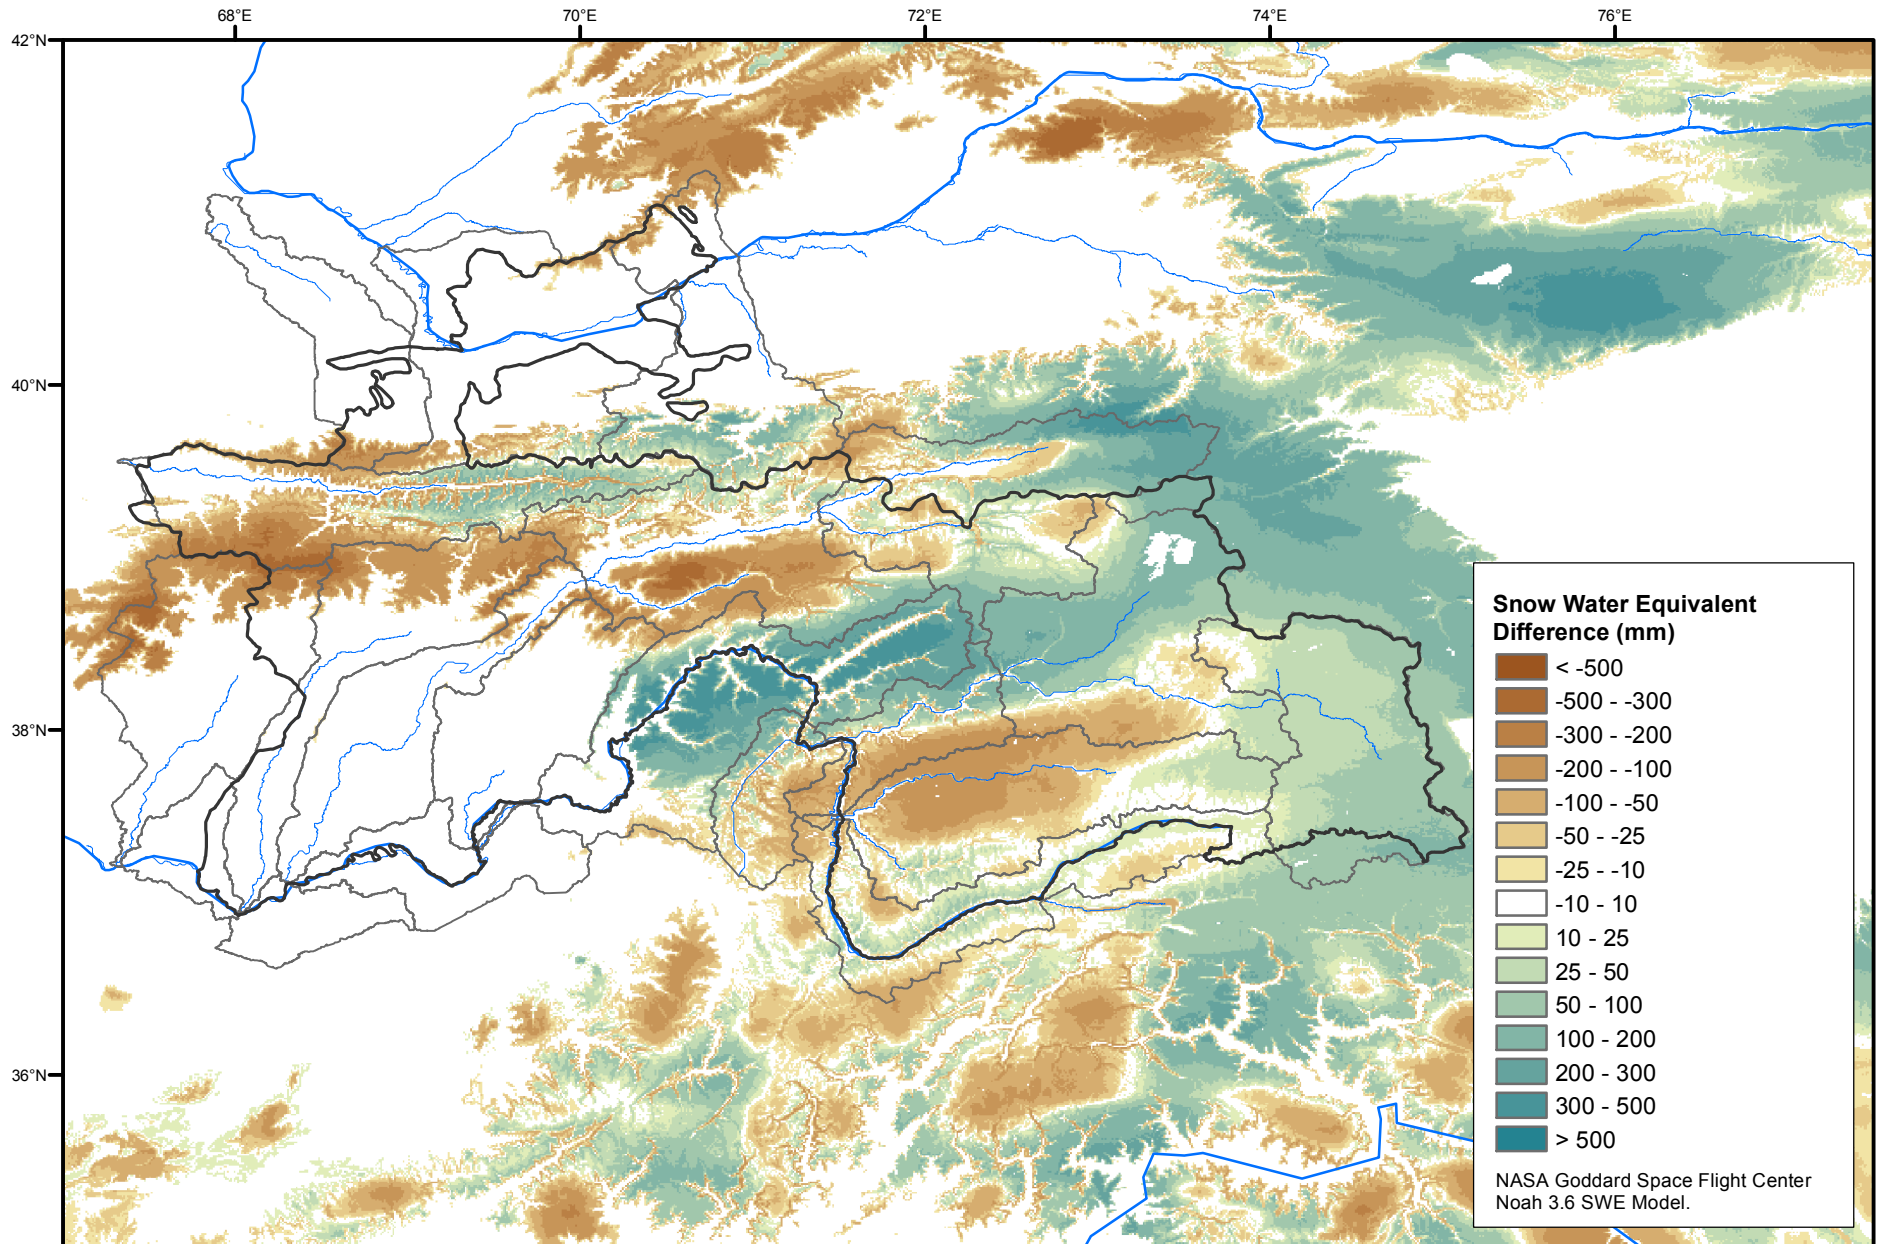 68°E 70°E 72°E 74°E 76°E
42°N
40°N
38°N
36°N
Snow Water Equivalent
Difference (mm)
< -500
-500 - -300
-300 - -200
-200 - -100
-100 - -50
-50 - -25
-25 - -10
-10 - 10
10 - 25
25 - 50
50 - 100
100 - 200
200 - 300
300 - 500
> 500
NASA Goddard Space Flight Center
Noah 3.6 SWE Model.